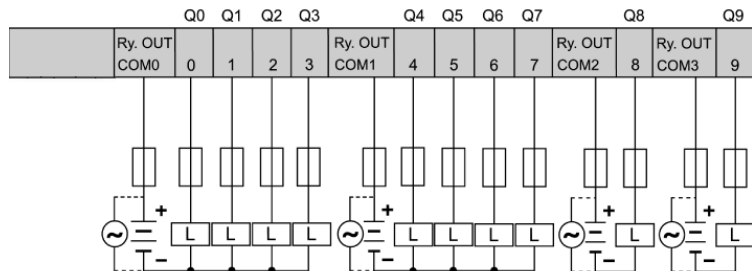 Q0 Q1 Q2 Q3 Q4 Q5 Q6 Q7 Q8 Q9
Ry. OUT Ry. OUT Ry. OUT Ry. OUT
COM0 0 1 2 3 COM1 4 5 6 7 COM2 8 COM3 9
+ + + +
L L L L L L L L L L
~ ~ ~ ~
− − − −